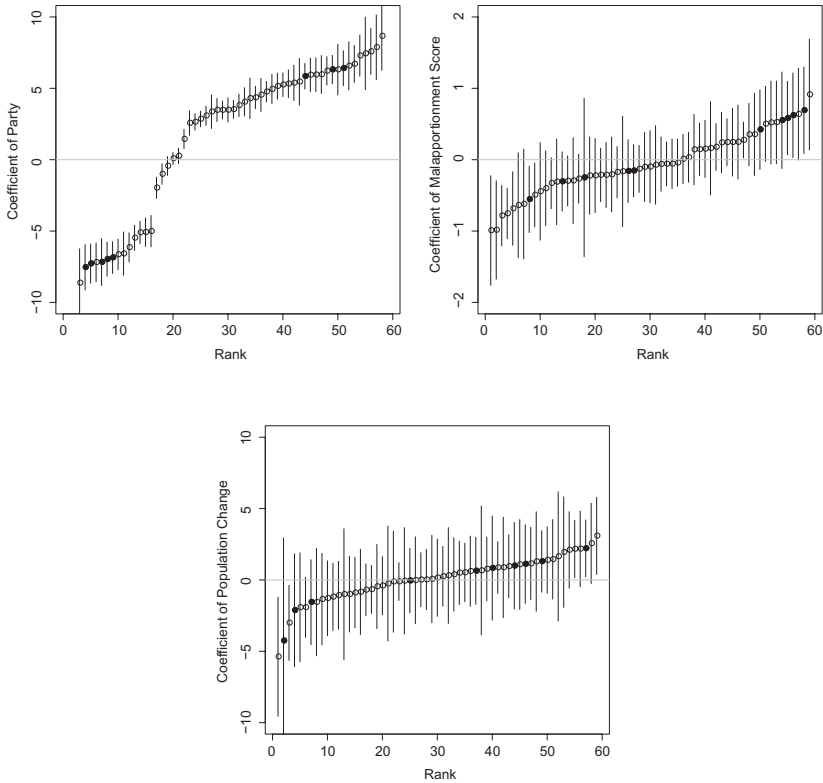 Coefficient of Party
10
5
0
−5
−10
0 10 20 30 40 50 60
Rank
Coefficient of Malapportionment Score
2
1
0
−1
−2
0 10 20 30 40 50 60
Rank
Coefficient of Population Change
10
5
0
−5
−10
0 10 20 30 40 50 60
Rank